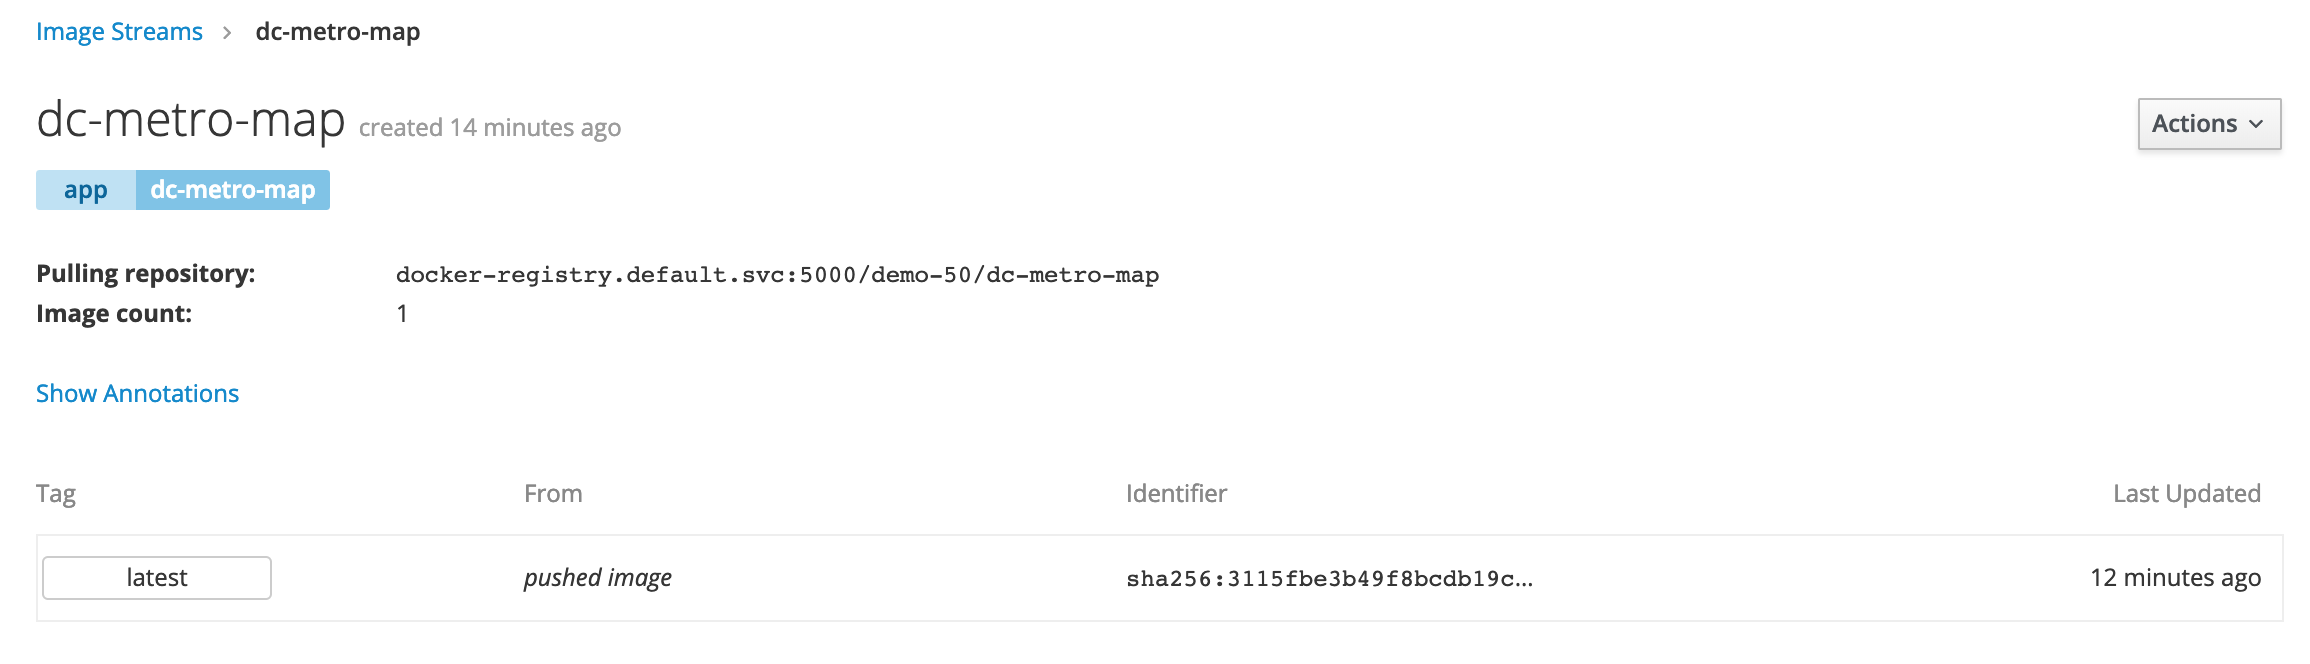 Image Streams > dc-metro-map
dc-metro-map created 14 minutes ago
Actions
app dc-metro-map
Pulling repository: docker-registry.default.svc:5000/demo-50/dc-metro-map
Image count: 1
Show Annotations
Tag From Identifier Last Updated
latest pushed image sha256:3115fbe3b49f8bcdb19c... 12 minutes ago